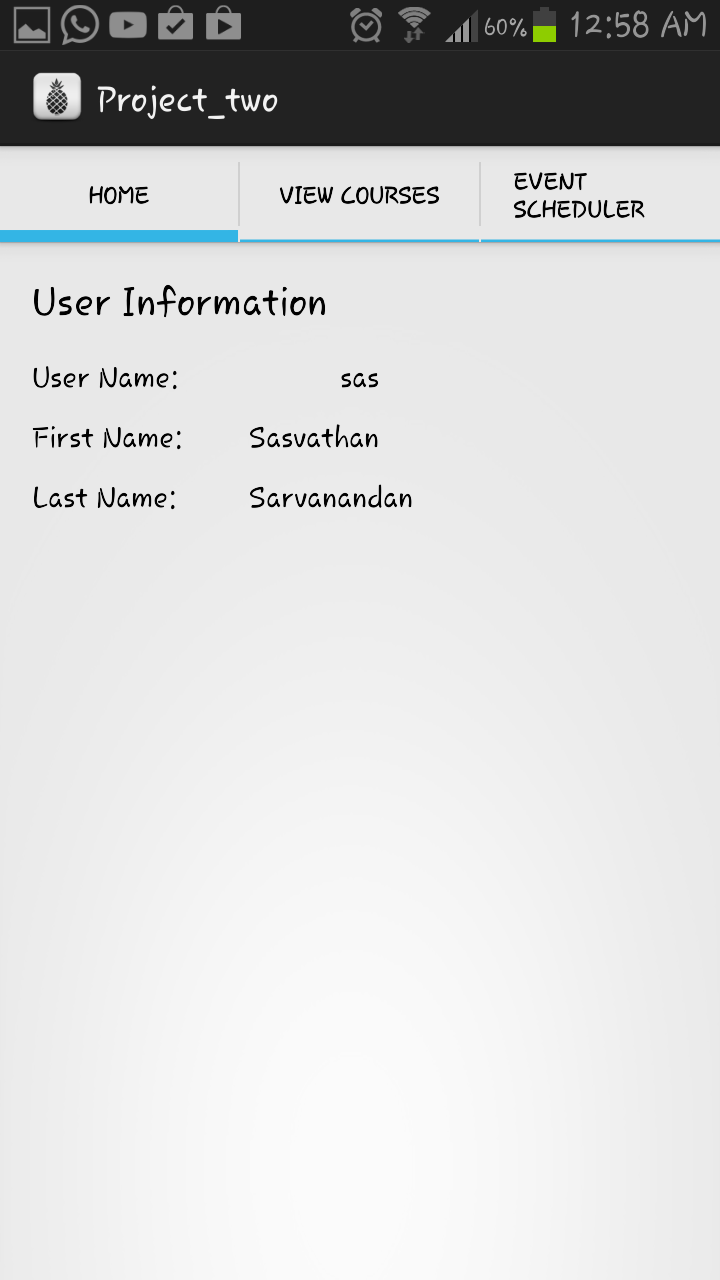 60% 12:58 AM
Project_two
HOME
VIEW COURSES
EVENT
SCHEDULER
User Information
User Name: sas
First Name: Sasvathan
Last Name: Sarvanandan